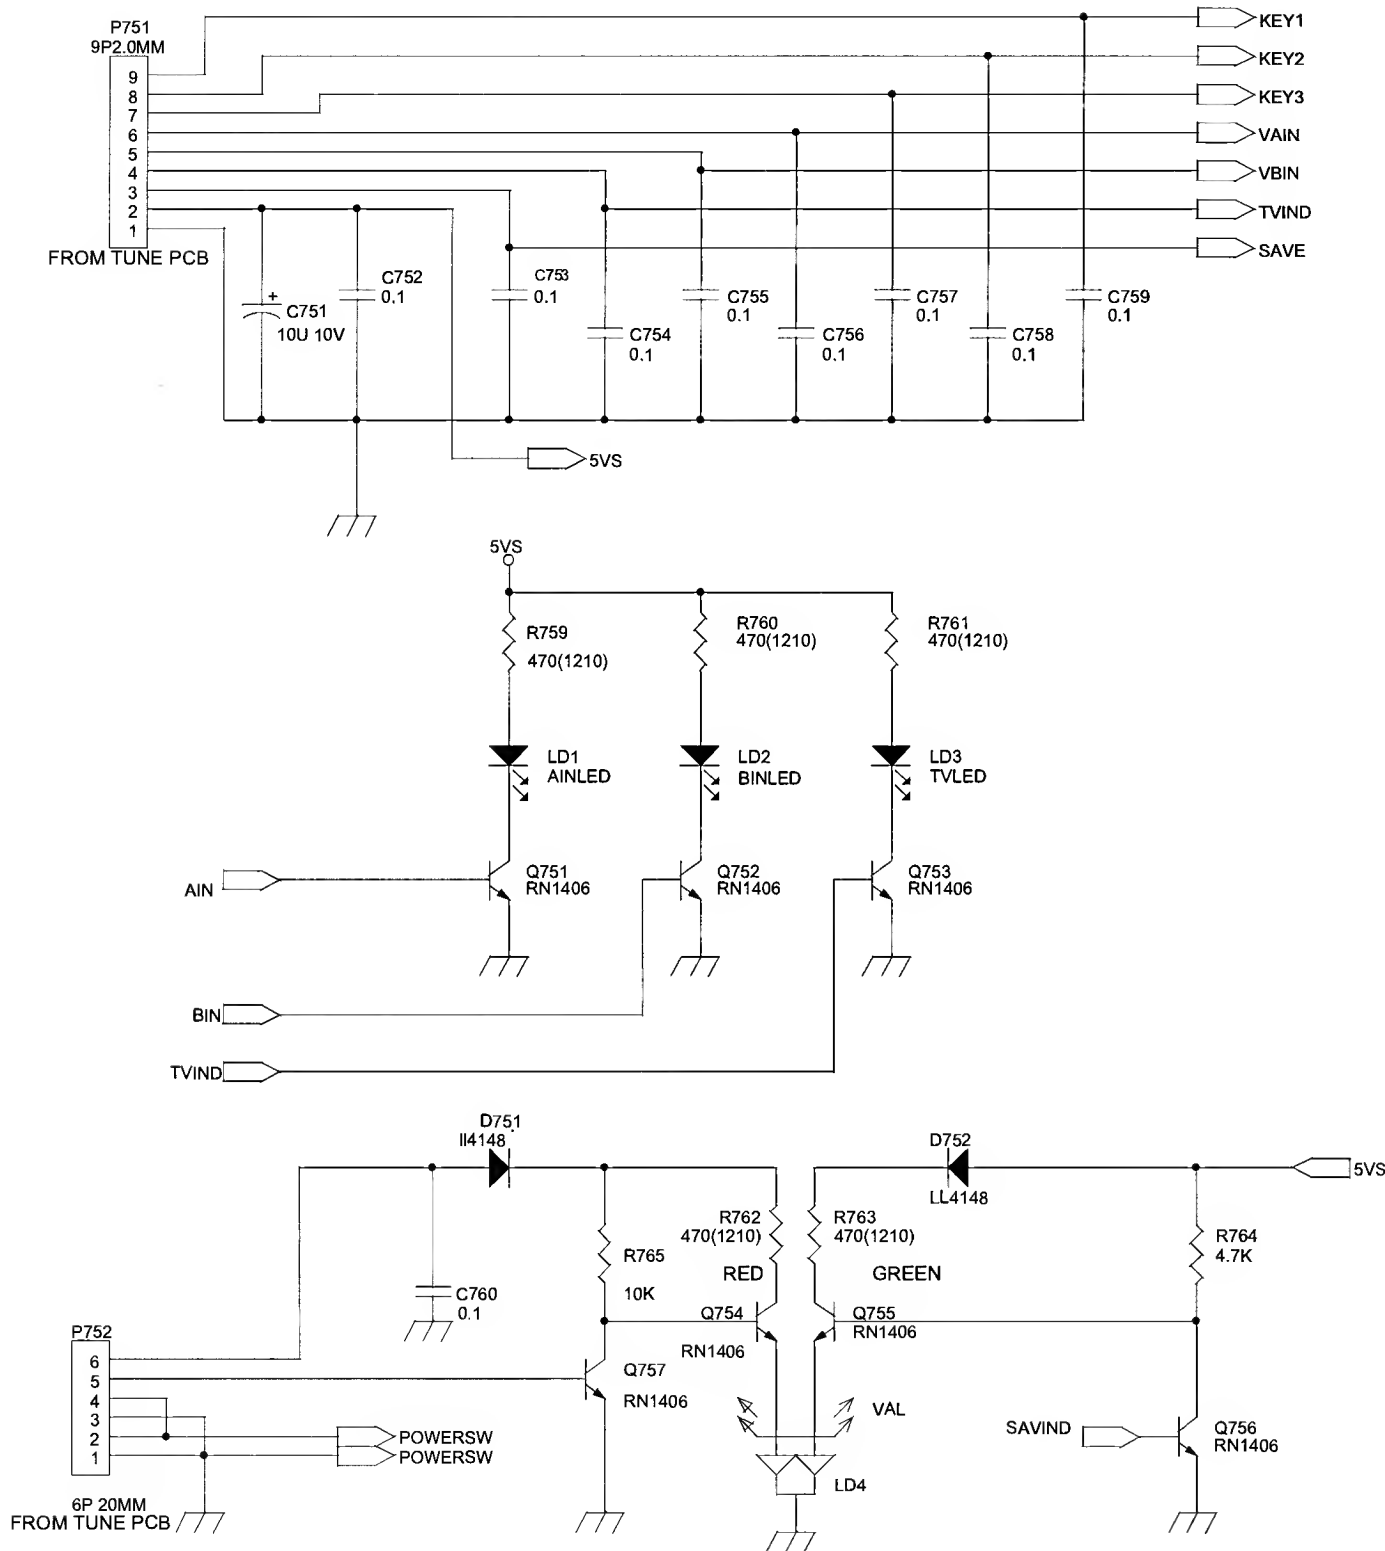 P751
9P2.0MM
9
8
7
6
5
4
3
2
1
FROM TUNE PCB
KEY1
KEY2
KEY3
VAIN
VBIN
TVIND
SAVE
+
C751
10U 10V
C752
0.1
C753
0.1
C754
0.1
C755
0.1
C756
0.1
C757
0.1
C758
0.1
C759
0.1
5VS
5VS
R759
470(1210)
R760
470(1210)
R761
470(1210)
LD1
AINLED
LD2
BINLED
LD3
TVLED
AIN
Q751
RN1406
Q752
RN1406
Q753
RN1406
BIN
TVIND
D751
II4148
D752
LL4148
5VS
R762
470(1210)
R763
470(1210)
R764
4.7K
R765
10K
RED
GREEN
C760
0.1
Q754
RN1406
Q755
RN1406
P752
6
5
4
3
2
1
Q757
RN1406
VAL
SAVIND
Q756
RN1406
POWERSW
POWERSW
LD4
6P 20MM
FROM TUNE PCB